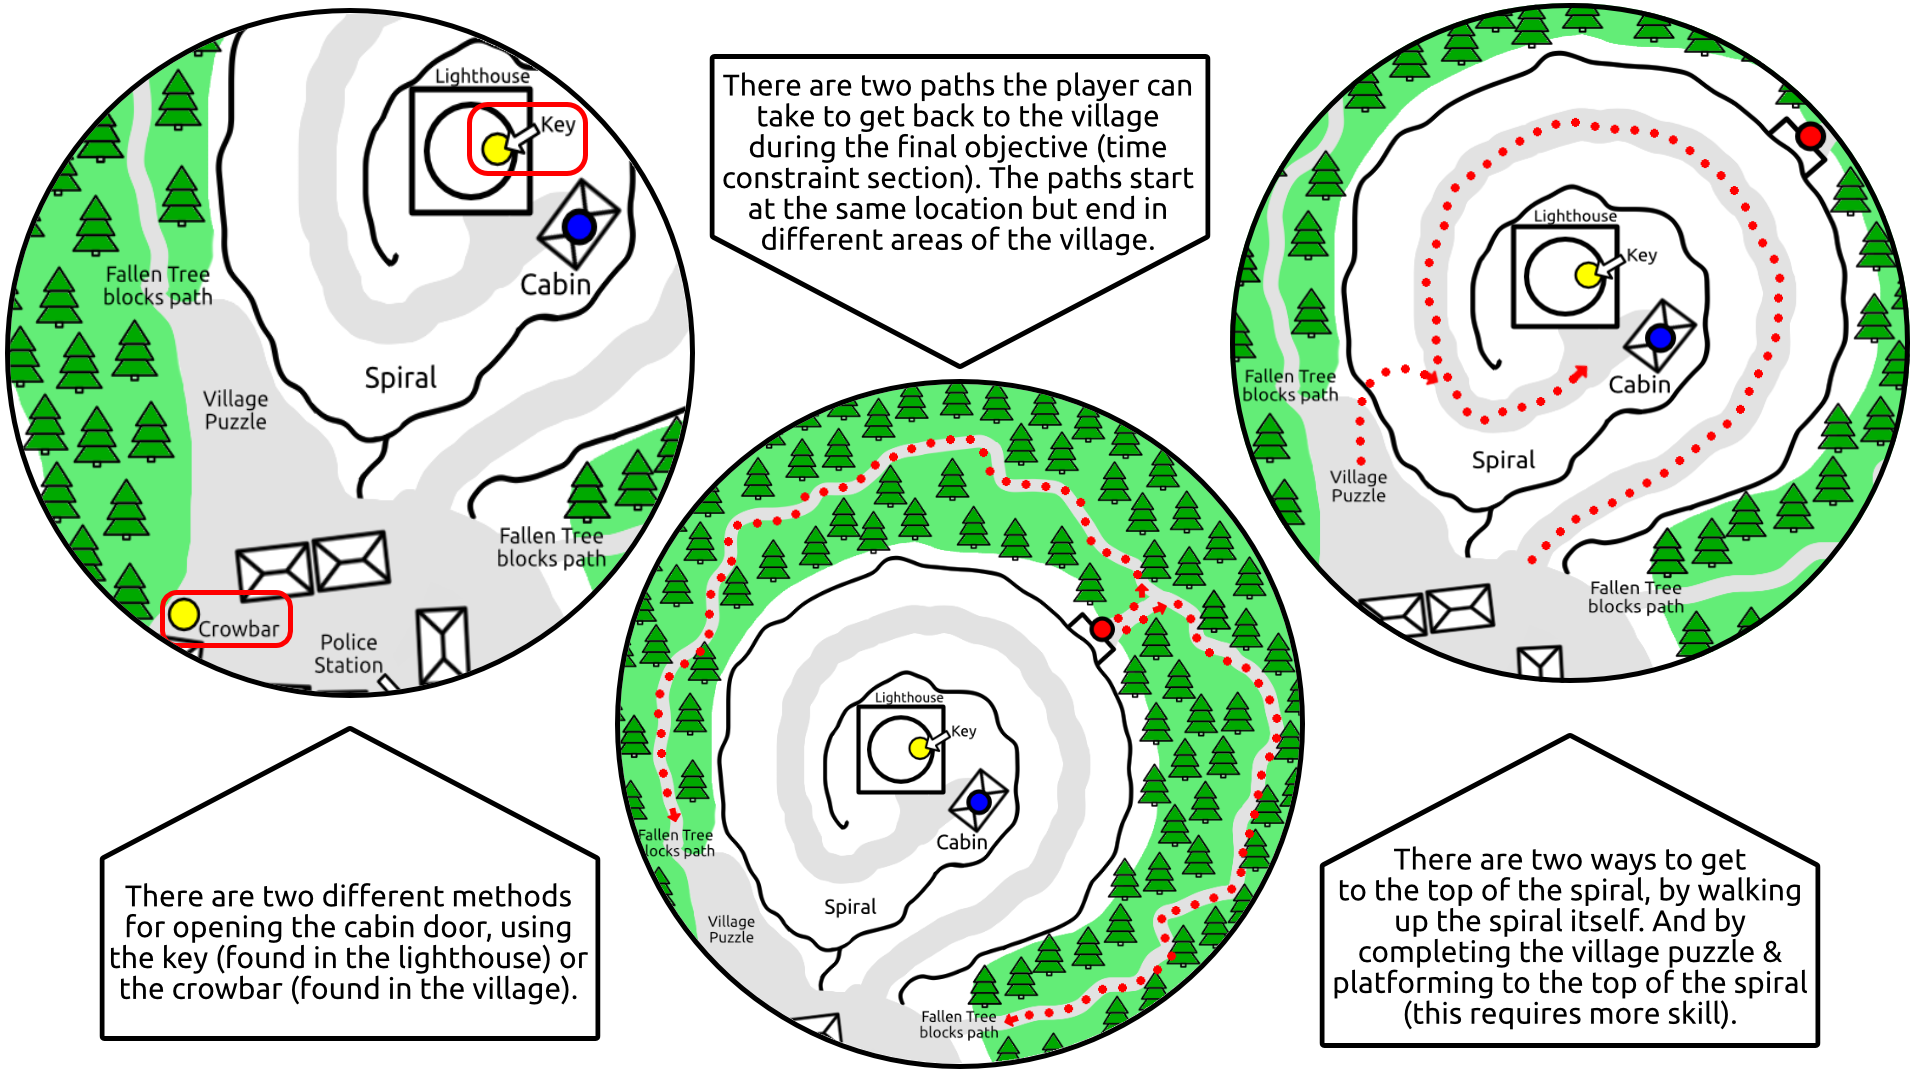 Lighthouse
Key
Cabin
Fallen Tree
blocks path
Spiral
Village
Puzzle
Fallen Tree
blocks path
Crowbar
Police
Station
There are two different methods
for opening the cabin door, using
the key (found in the lighthouse) or
the crowbar (found in the village).
There are two paths the player can
take to get back to the village
during the final objective (time
constraint section). The paths start
at the same location but end in
different areas of the village.
Lighthouse
Key
Cabin
Fallen Tree
locks path
Spiral
Village
Puzzle
Fallen Tree
blocks path
Lighthouse
Key
Cabin
Fallen Tree
blocks path
Spiral
Village
Puzzle
Fallen Tree
blocks path
There are two ways to get
to the top of the spiral, by walking
up the spiral itself. And by
completing the village puzzle &
platforming to the top of the spiral
(this requires more skill).